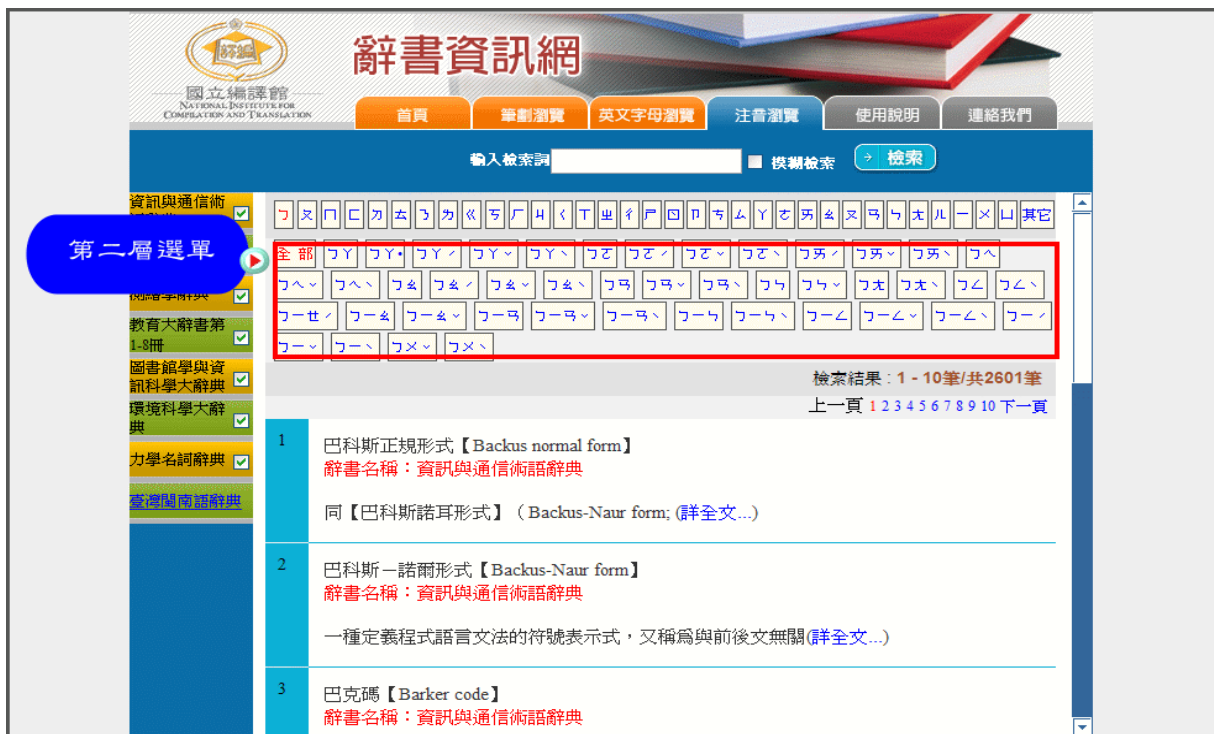 國立編譯館
NATIONAL INSTITUTE FOR
COMPILATION AND TRANSLATION
辭書資訊網
首頁 筆劃瀏覽 英文字母瀏覽 注音瀏覽 使用說明 連絡我們
輸入檢索詞 模糊檢索 檢索
資訊與通信術
第二層選單
教育大辭書第
1-8冊
圖書館學與資
訊科學大辭典
環境科學大辭
典
力學名詞辭典
臺灣閩南語辭典
ㄅ ㄆ ㄇ ㄈ ㄉ ㄊ ㄋ ㄌ ㄍ ㄎ ㄏ ㄐ ㄑ ㄒ ㄓ ㄔ ㄕ ㄖ ㄗ ㄘ ㄙ ㄚ ㄜ ㄞ ㄠ ㄡ ㄢ ㄣ ㄤ ㄦ ㄧ ㄨ ㄩ 其它
全部 ㄅㄚ ㄅㄚ˙ ㄅㄚˊ ㄅㄚˇ ㄅㄚˋ ㄅㄛ ㄅㄛˊ ㄅㄛˇ ㄅㄛˋ ㄅㄞˊ ㄅㄞˇ ㄅㄞˋ ㄅㄟ
ㄅㄟˇ ㄅㄟˋ ㄅㄠ ㄅㄠˊ ㄅㄠˇ ㄅㄠˋ ㄅㄢ ㄅㄢˇ ㄅㄢˋ ㄅㄣ ㄅㄣˇ ㄅㄤ ㄅㄤˋ ㄅㄥ ㄅㄥˋ
ㄅㄧㄝˊ ㄅㄧㄠ ㄅㄧㄠˇ ㄅㄧㄢ ㄅㄧㄢˇ ㄅㄧㄢˋ ㄅㄧㄣ ㄅㄧㄣˋ ㄅㄧㄥ ㄅㄧㄥˇ ㄅㄧㄥˋ ㄅㄧˊ
ㄅㄧˇ ㄅㄧˋ ㄅㄨˇ ㄅㄨˋ
檢索結果：1 - 10筆/共2601筆
上一頁 1 2 3 4 5 6 7 8 9 10 下一頁
1
巴科斯正規形式【Backus normal form】
辭書名稱：資訊與通信術語辭典
同【巴科斯諾耳形式】（Backus-Naur form; (詳全文...)
2
巴科斯－諾爾形式【Backus-Naur form】
辭書名稱：資訊與通信術語辭典
一種定義程式語言文法的符號表示式，又稱爲與前後文無關(詳全文...)
3
巴克碼【Barker code】
辭書名稱：資訊與通信術語辭典